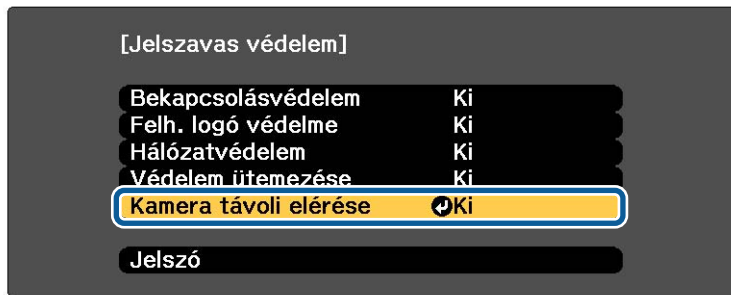 [Jelszavas védelem]
Bekapcsolásvédelem Ki
Felh. logó védelme Ki
Hálózatvédelem Ki
Védelem ütemezése Ki
Kamera távoli elérése Ki
Jelszó